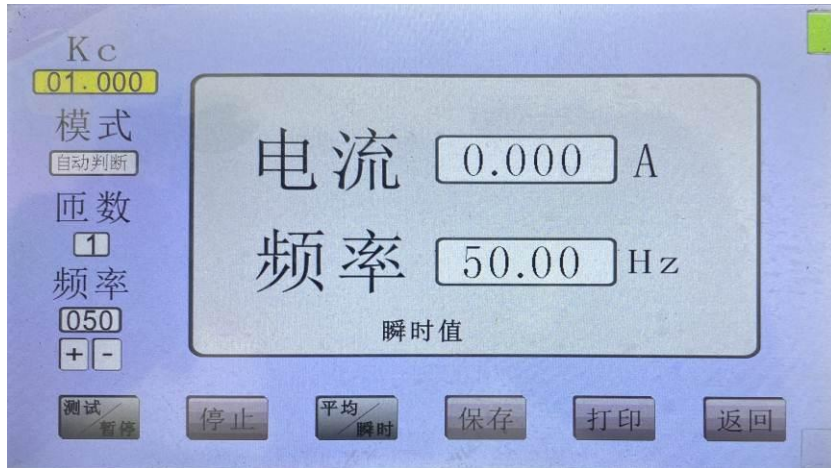 Kc
01.000
模式
自动判断
匝数
1
频率
050
+ -
电流 0.000 A
频率 50.00 Hz
瞬时值
测试/暂停 停止 平均/瞬时 保存 打印 返回